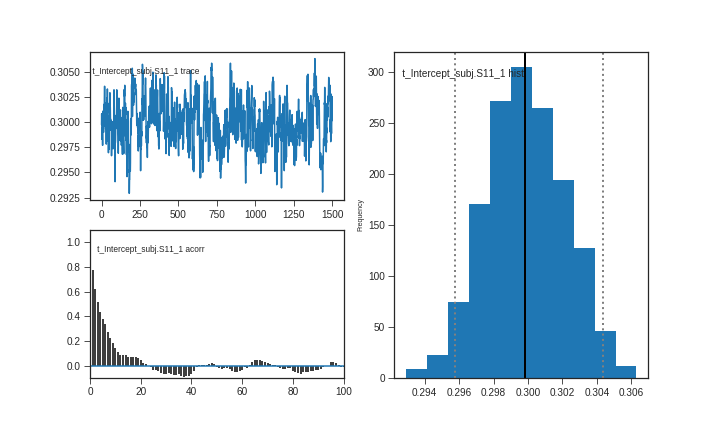 t_Intercept_subj.S11_1 trace
0.3050
0.3025
0.3000
0.2975
0.2950
0.2925
0 250 500 750 1000 1250 1500
t_Intercept_subj.S11_1 acorr
1.0
0.8
0.6
0.4
0.2
0.0
0 20 40 60 80 100
t_Intercept_subj.S11_1 hist
Frequency
300
250
200
150
100
50
0
0.294 0.296 0.298 0.300 0.302 0.304 0.306